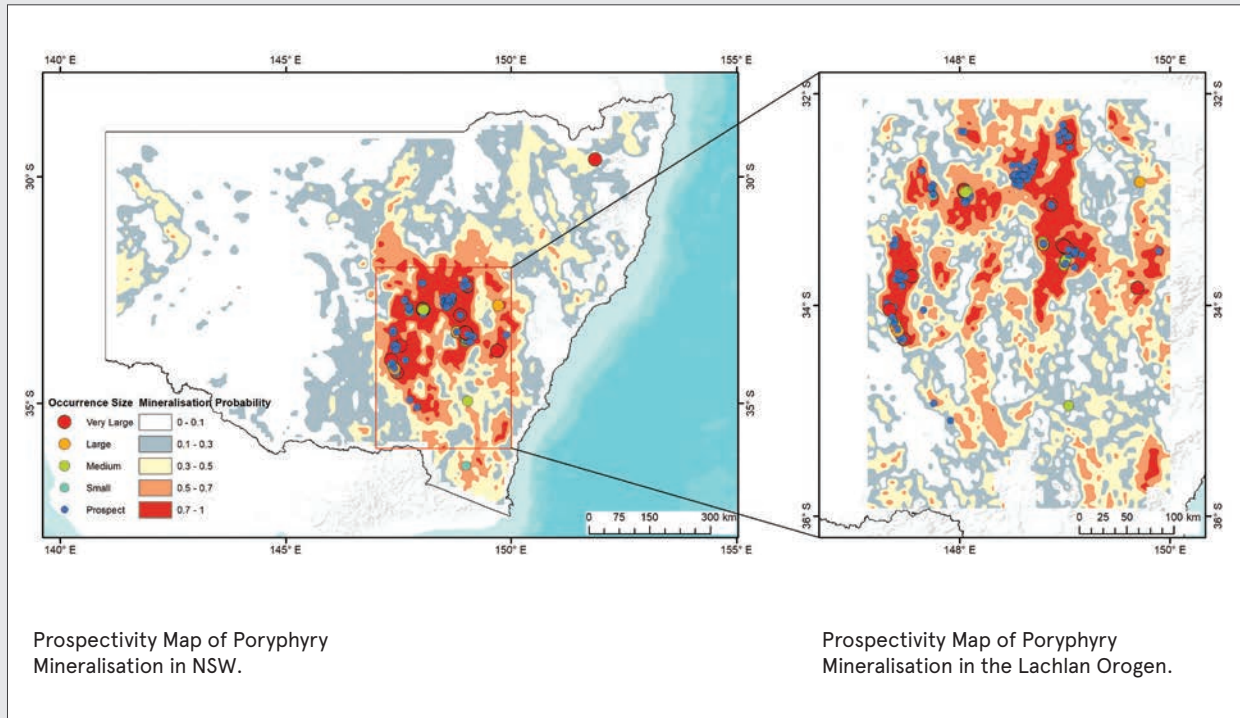 140° E
145° E
150° E
155° E
30° S
35° S
Occurrence Size Mineralisation Probability
Very Large 0 - 0.1
Large 0.1 - 0.3
Medium 0.3 - 0.5
Small 0.5 - 0.7
Prospect 0.7 - 1
0 75 150 300 km
140° E
145° E
150° E
155° E
148° E
150° E
32° S
32° S
34° S
34° S
36° S
36° S
0 25 50 100 km
148° E
150° E
Prospectivity Map of Poryphyry
Mineralisation in NSW.
Prospectivity Map of Poryphyry
Mineralisation in the Lachlan Orogen.